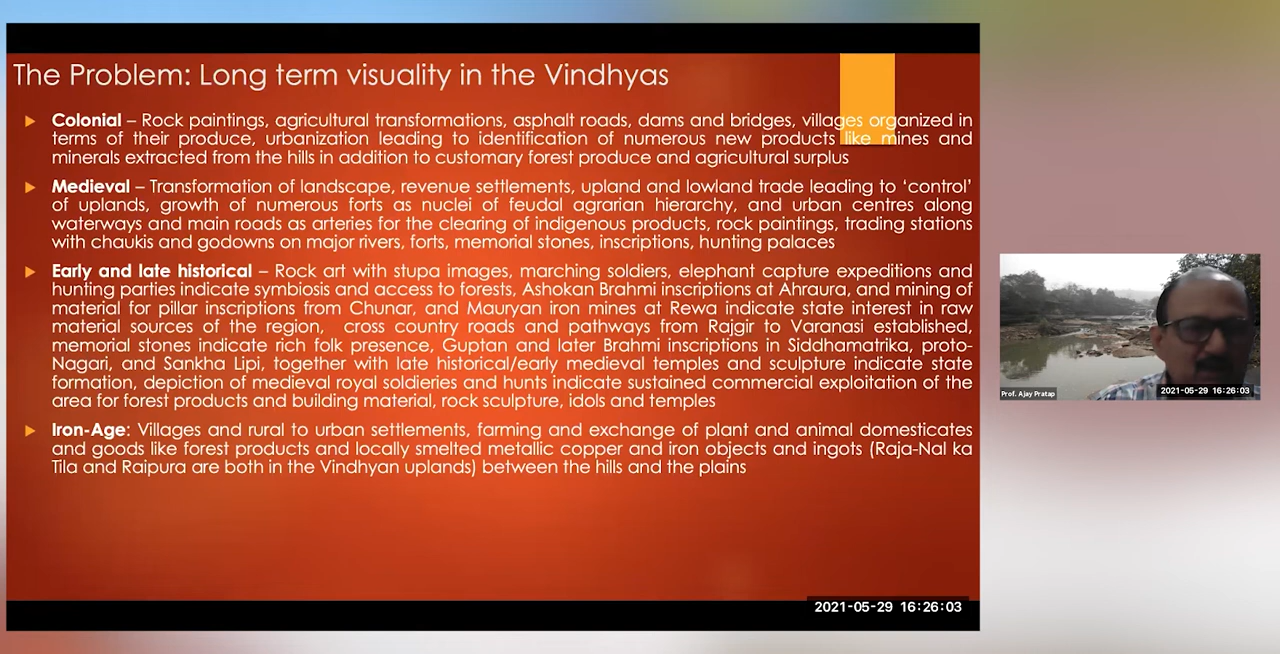 The Problem: Long term visuality in the Vindhyas
Colonial – Rock paintings, agricultural transformations, asphalt roads, dams and bridges, villages organized in
terms of their produce, urbanization leading to identification of numerous new products like mines and
minerals extracted from the hills in addition to customary forest produce and agricultural surplus
Medieval – Transformation of landscape, revenue settlements, upland and lowland trade leading to ‘control’
of uplands, growth of numerous forts as nuclei of feudal agrarian hierarchy, and urban centres along
waterways and main roads as arteries for the clearing of indigenous products, rock paintings, trading stations
with chaukis and godowns on major rivers, forts, memorial stones, inscriptions, hunting palaces
Early and late historical – Rock art with stupa images, marching soldiers, elephant capture expeditions and
hunting parties indicate symbiosis and access to forests, Ashokan Brahmi inscriptions at Ahraura, and mining of
material for pillar inscriptions from Chunar, and Mauryan iron mines at Rewa indicate state interest in raw
material sources of the region, cross country roads and pathways from Rajgir to Varanasi established,
memorial stones indicate rich folk presence, Guptan and later Brahmi inscriptions in Siddhamatrika, proto-
Nagari, and Sankha Lipi, together with late historical/early medieval temples and sculpture indicate state
formation, depiction of medieval royal soldieries and hunts indicate sustained commercial exploitation of the
area for forest products and building material, rock sculpture, idols and temples
Iron-Age: Villages and rural to urban settlements, farming and exchange of plant and animal domesticates
and goods like forest products and locally smelted metallic copper and iron objects and ingots (Raja-Nal ka
Tila and Raipura are both in the Vindhyan uplands) between the hills and the plains
2021-05-29 16:26:03
Prof. Ajay Pratap
2021-05-29 16:26:03